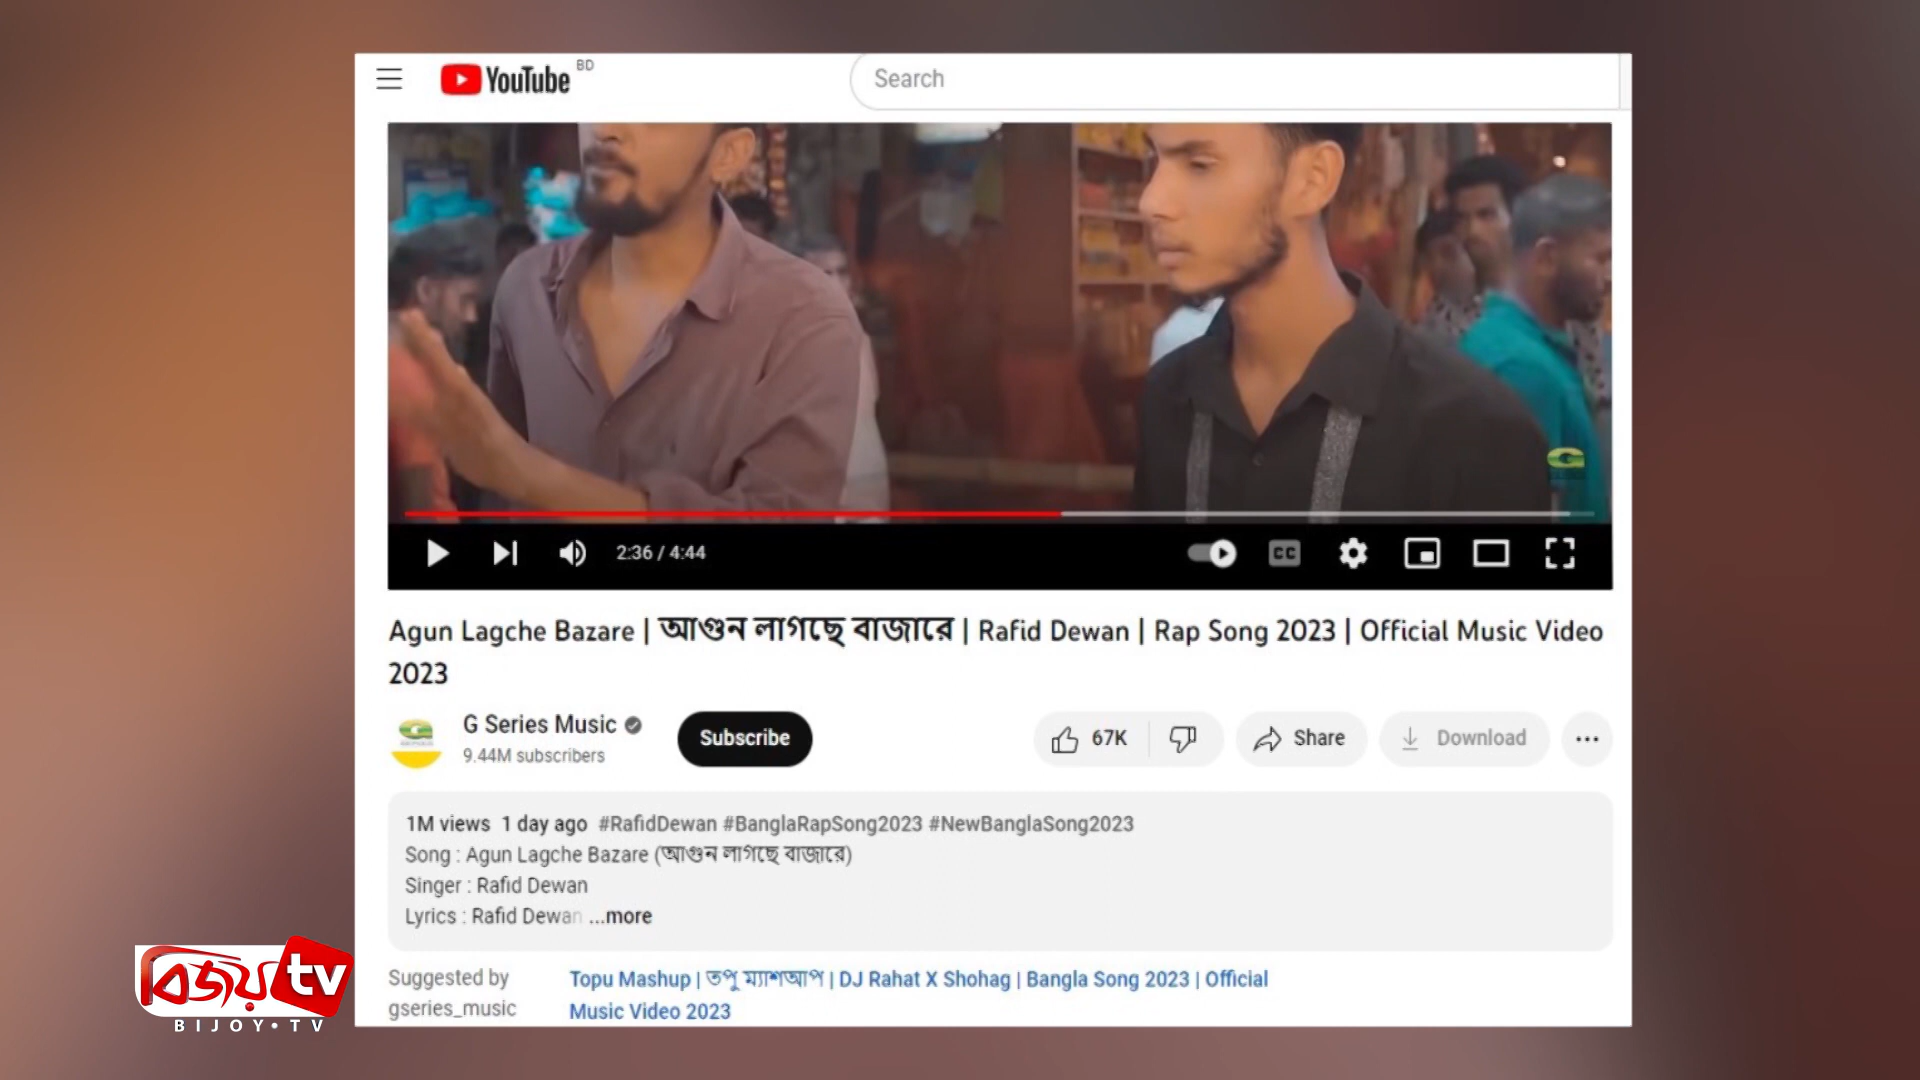 YouTube BD
Search
2:36 / 4:44
CC
Agun Lagche Bazare | আগুন লাগছে বাজারে | Rafid Dewan | Rap Song 2023 | Official Music Video
2023
G Series Music
9.44M subscribers
Subscribe
67K
Share
Download
1M views 1 day ago #RafidDewan #BanglaRapSong2023 #NewBanglaSong2023
Song : Agun Lagche Bazare (আগুন লাগছে বাজারে)
Singer : Rafid Dewan
Lyrics : Rafid Dewan ...more
Suggested by
gseries_music
Topu Mashup | তপু ম্যাশআপ | DJ Rahat X Shohag | Bangla Song 2023 | Official
Music Video 2023
বিজয় tv
BIJOY•TV